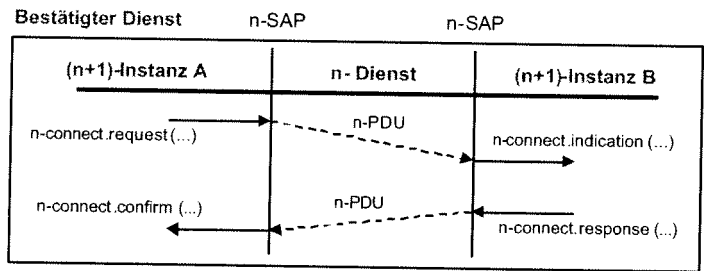 Bestätigter Dienst n-SAP n-SAP
(n+1)-Instanz A n- Dienst (n+1)-Instanz B
n-PDU
n-connect.request (...) n-connect.indication (...)
n-connect.confirm (...) n-PDU
n-connect.response (...)